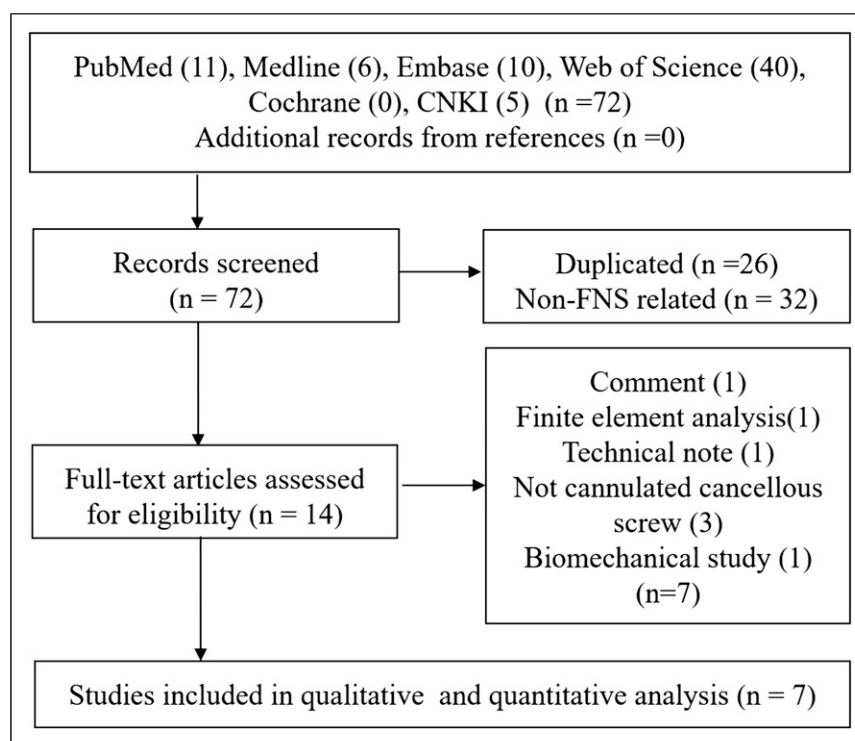 PubMed (11), Medline (6), Embase (10), Web of Science (40),
Cochrane (0), CNKI (5) (n =72)
Additional records from references (n =0)
Records screened
(n = 72)
Duplicated (n =26)
Non-FNS related (n = 32)
Full-text articles assessed
for eligibility (n = 14)
Comment (1)
Finite element analysis(1)
Technical note (1)
Not cannulated cancellous
screw (3)
Biomechanical study (1)
(n=7)
Studies included in qualitative and quantitative analysis (n = 7)